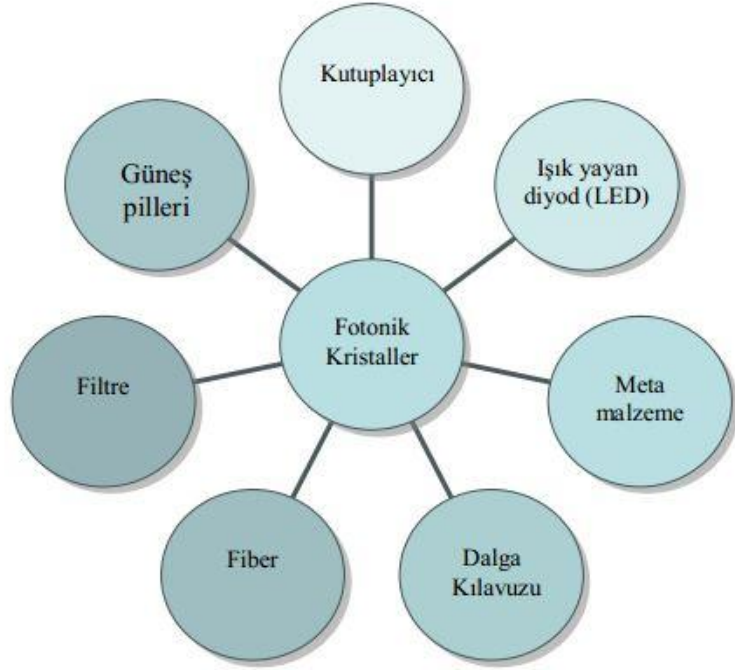 Kutuplayıcı
Işık yayan
diyod (LED)
Meta
malzeme
Dalga
Kılavuzu
Fiber
Filtre
Güneş
pilleri
Fotonik
Kristaller